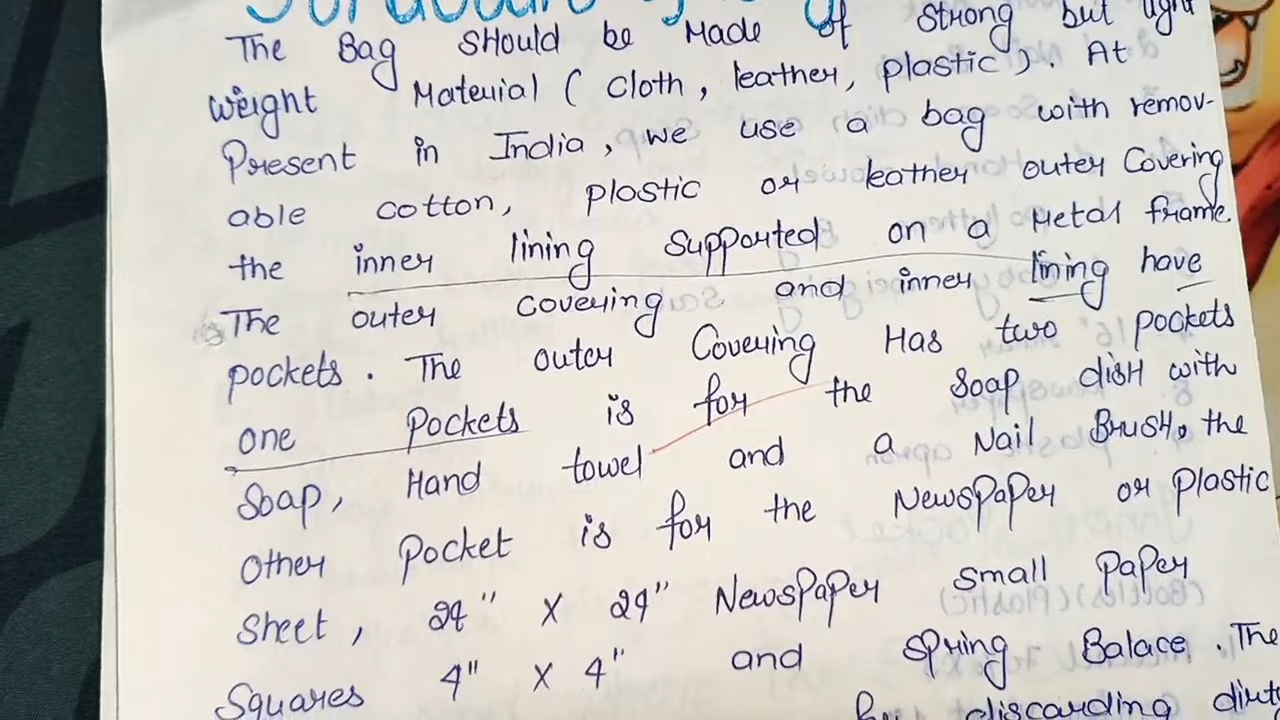 The Bag should be Made of strong but light
weight Material ( cloth, leather, plastic ). At
Present in India, we use a bag with remov-
able cotton, plostic or leather outer Covering
the inner lining supported on a Metal frame.
The outer covering and inner lining have
pockets. The outer Covering Has two pockets
one Pockets is for the Soap dish with
Soap, Hand towel and a Nail Brush, the
other Pocket is for the NewsPaper or Plastic
sheet, 24" X 24" NewsPaper small paper
Squares 4" X 4" and spring Balace. The
discarding